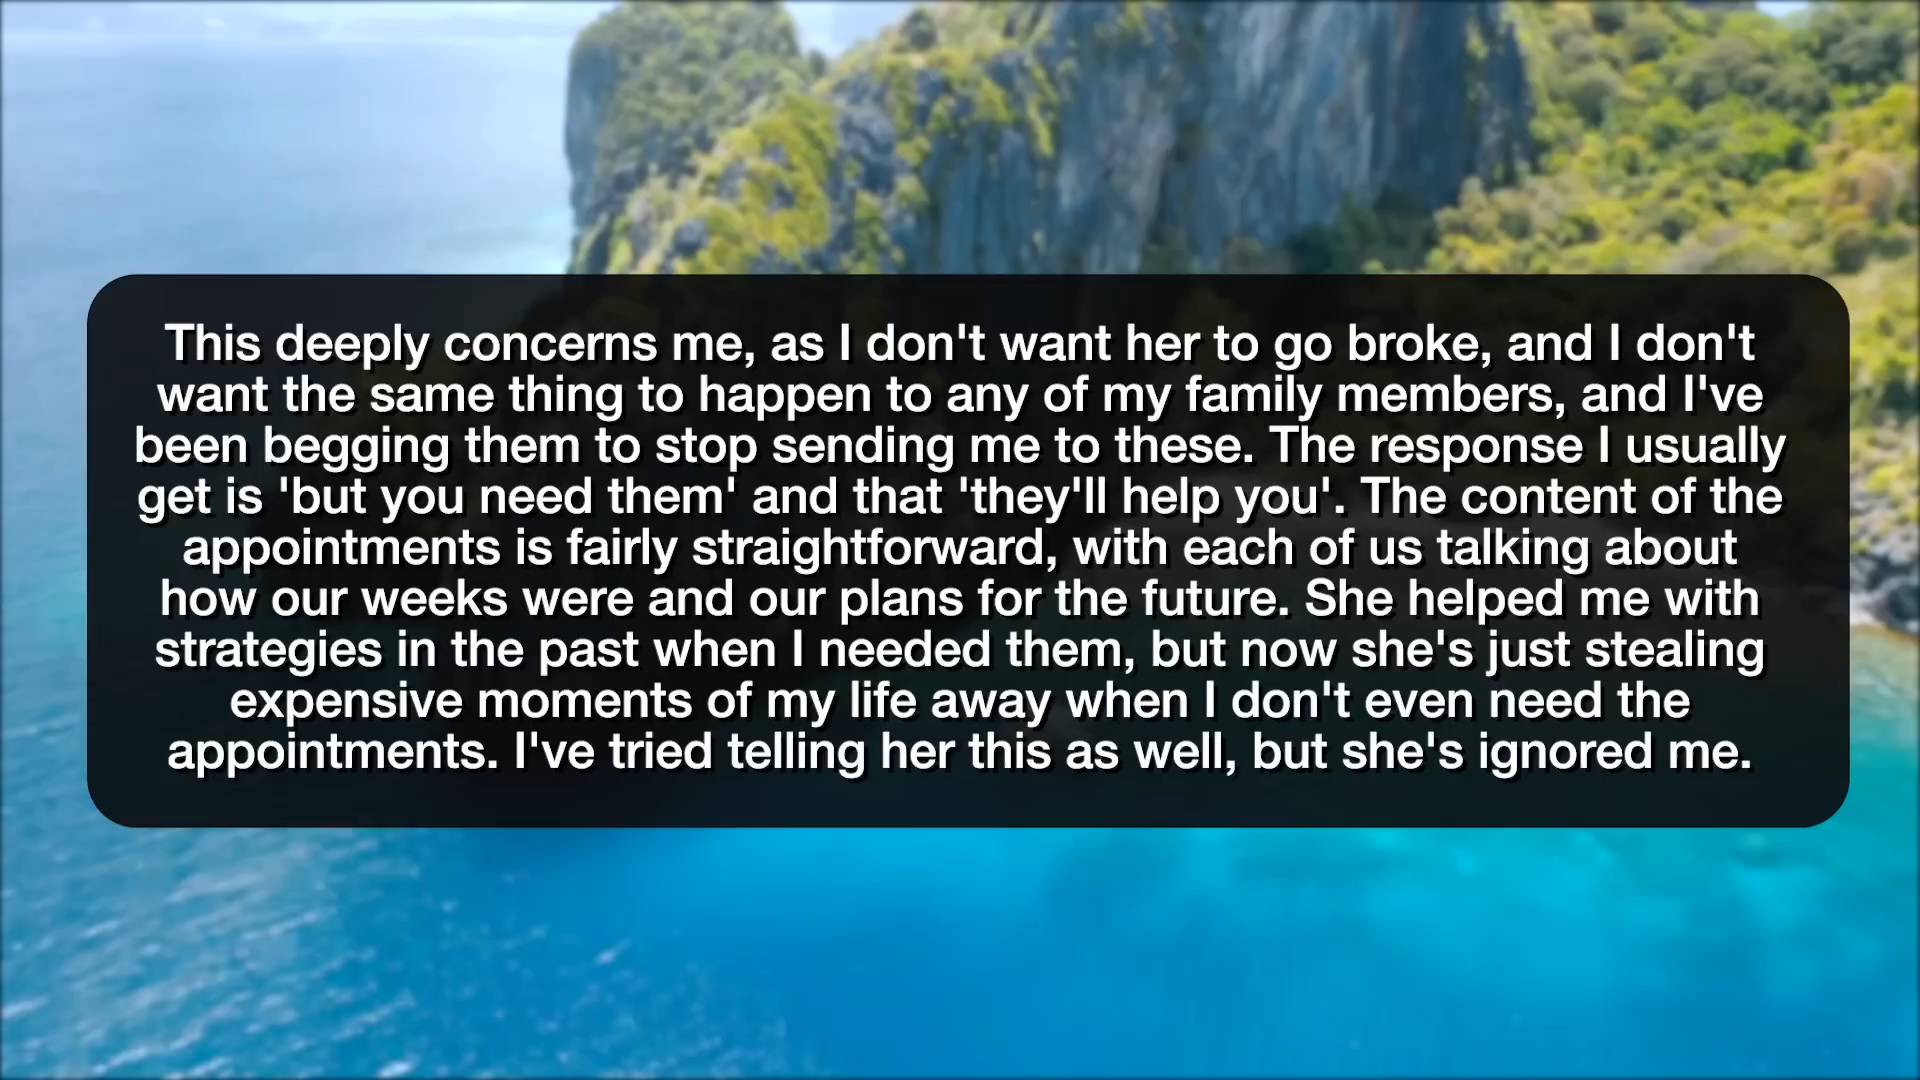 This deeply concerns me, as I don't want her to go broke, and I don't
want the same thing to happen to any of my family members, and I've
been begging them to stop sending me to these. The response I usually
get is 'but you need them' and that 'they'll help you'. The content of the
appointments is fairly straightforward, with each of us talking about
how our weeks were and our plans for the future. She helped me with
strategies in the past when I needed them, but now she's just stealing
expensive moments of my life away when I don't even need the
appointments. I've tried telling her this as well, but she's ignored me.